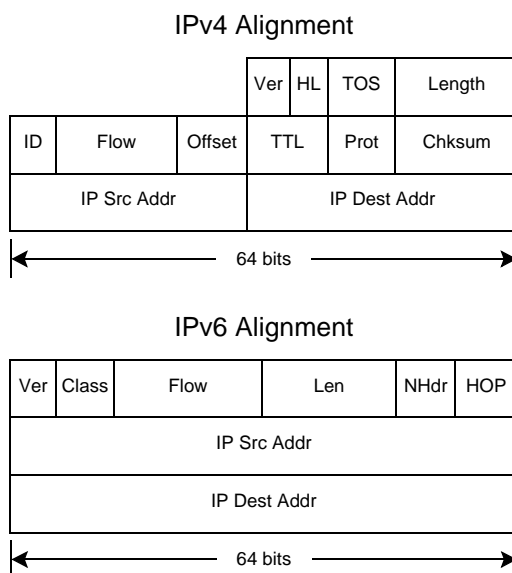 IPv4 Alignment
Ver HL TOS Length
ID Flow Offset TTL Prot Chksum
IP Src Addr IP Dest Addr
64 bits
IPv6 Alignment
Ver Class Flow Len NHdr HOP
IP Src Addr
IP Dest Addr
64 bits